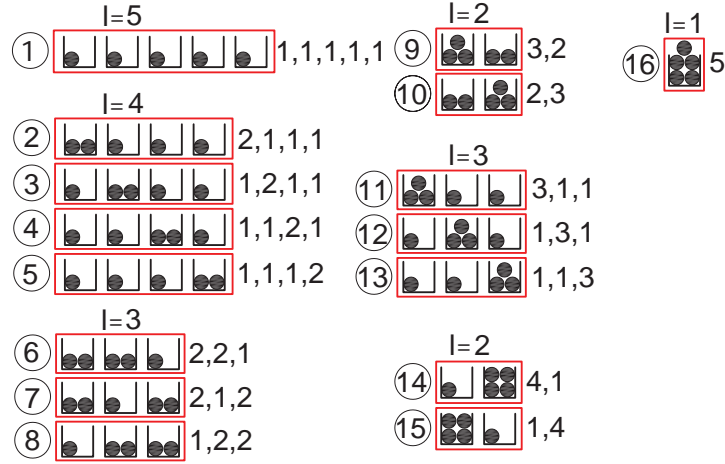 I=5
1 1,1,1,1,1
I=4
2 2,1,1,1
3 1,2,1,1
4 1,1,2,1
5 1,1,1,2
I=3
6 2,2,1
7 2,1,2
8 1,2,2
I=2
9 3,2
10 2,3
I=3
11 3,1,1
12 1,3,1
13 1,1,3
I=2
14 4,1
15 1,4
I=1
16 5